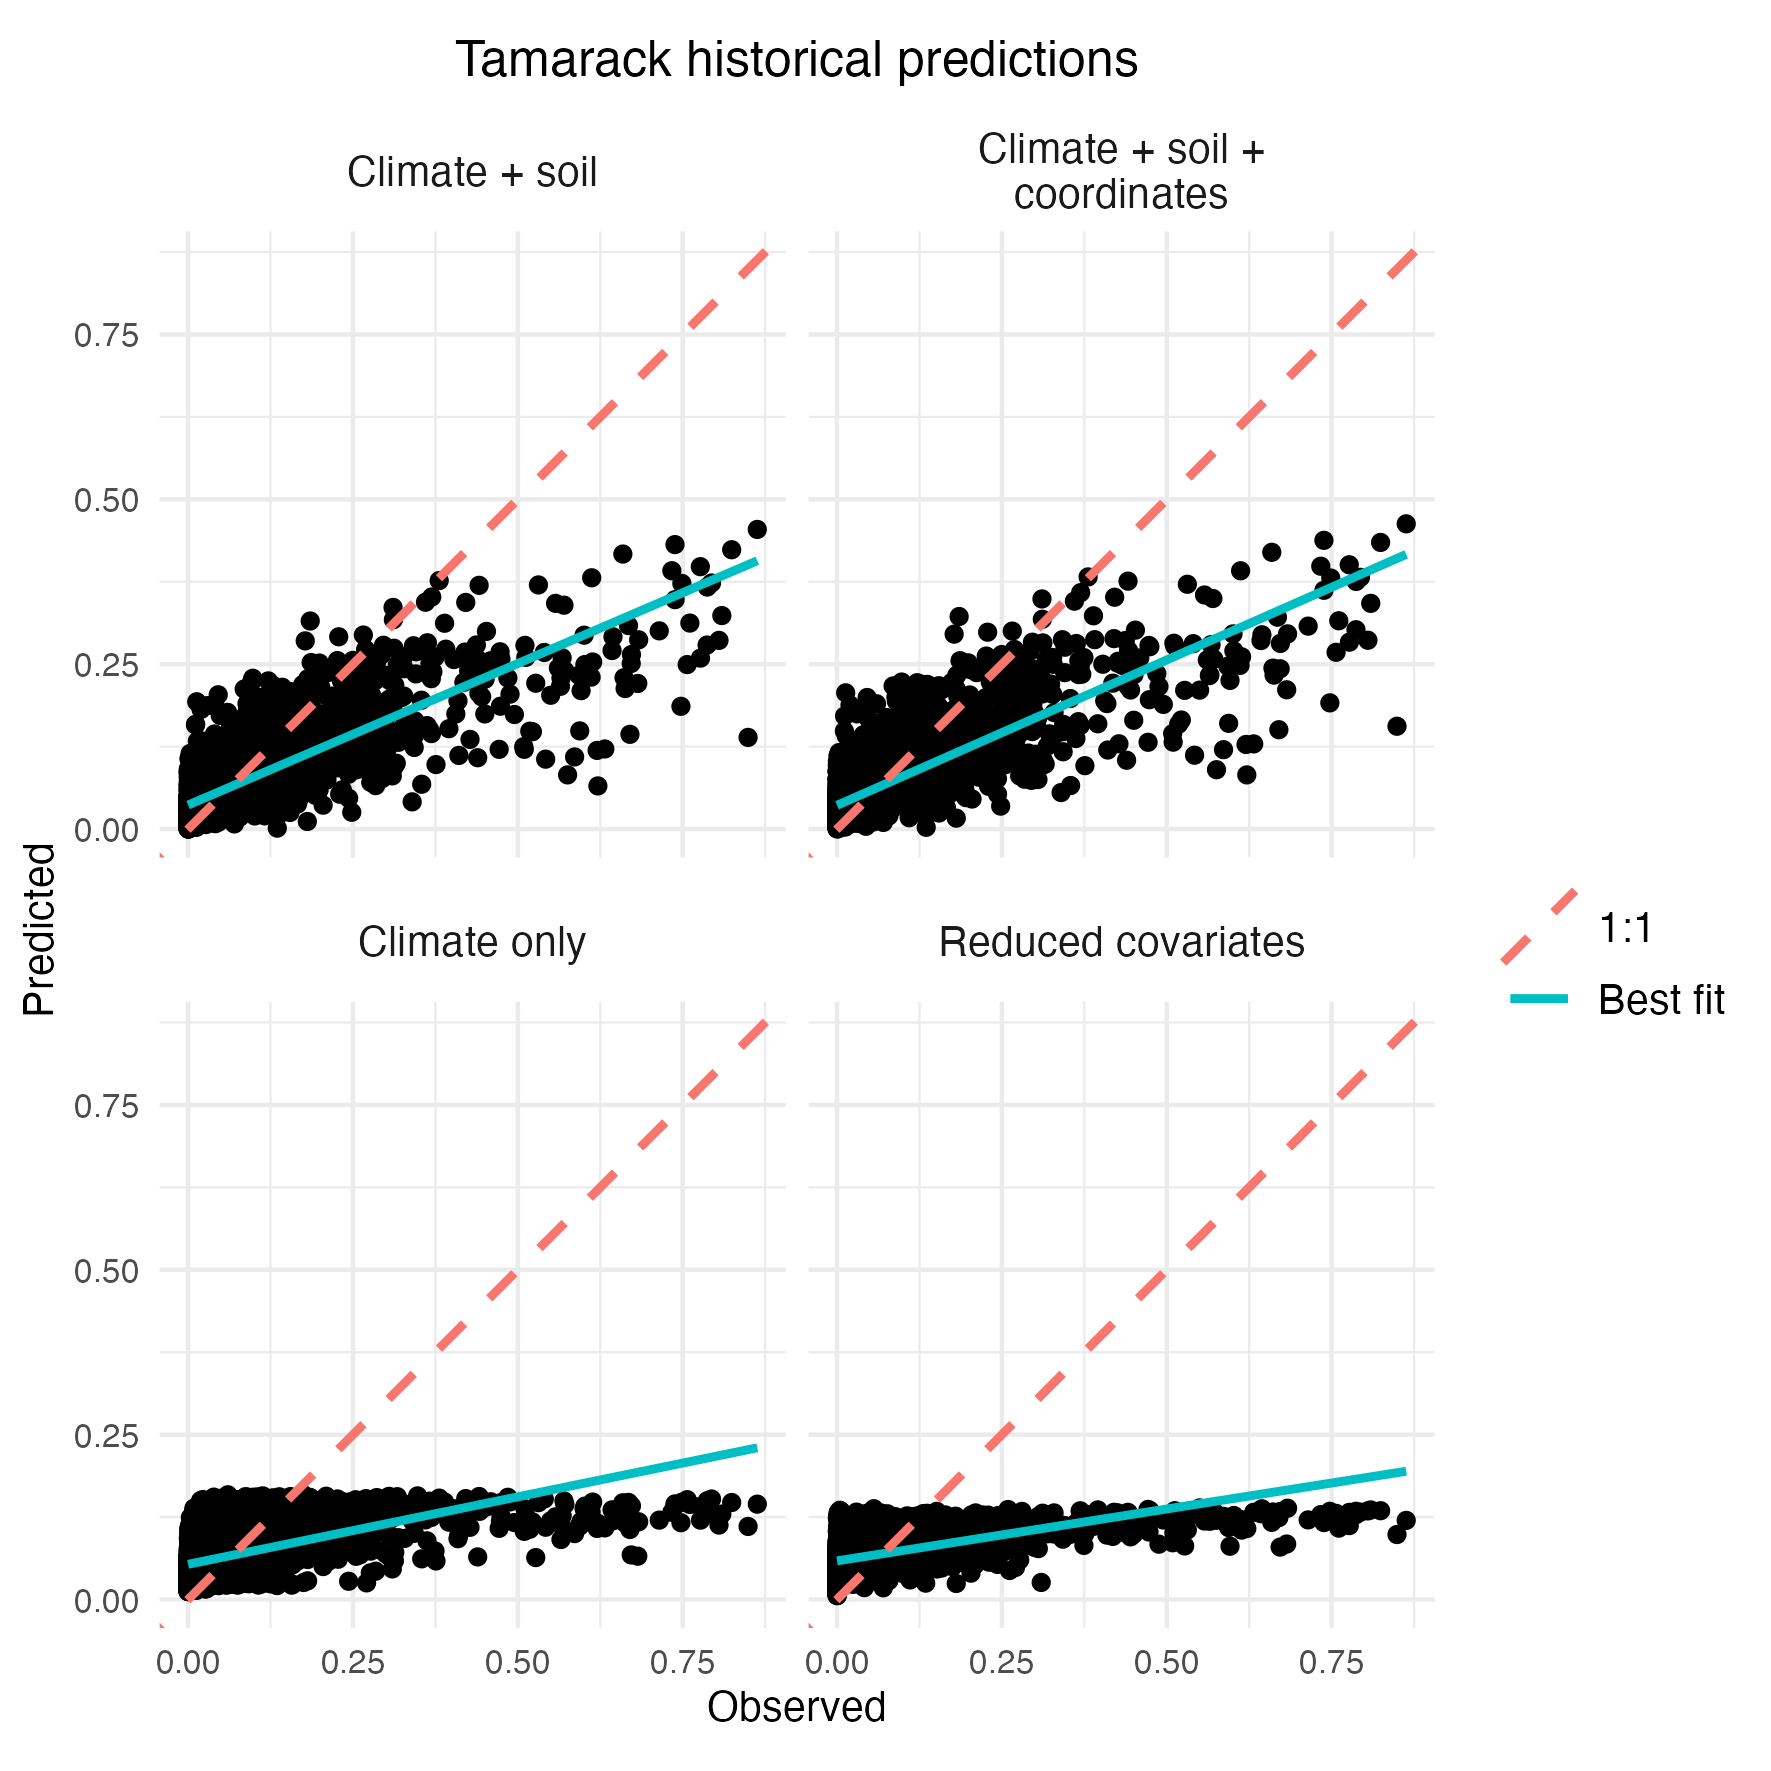 Tamarack historical predictions
Climate + soil
Climate + soil +
coordinates
0.75
0.50
0.25
0.00
Climate only
Reduced covariates
0.75
0.50
0.25
0.00
0.00 0.25 0.50 0.75
0.00 0.25 0.50 0.75
Observed
Predicted
1:1
Best fit